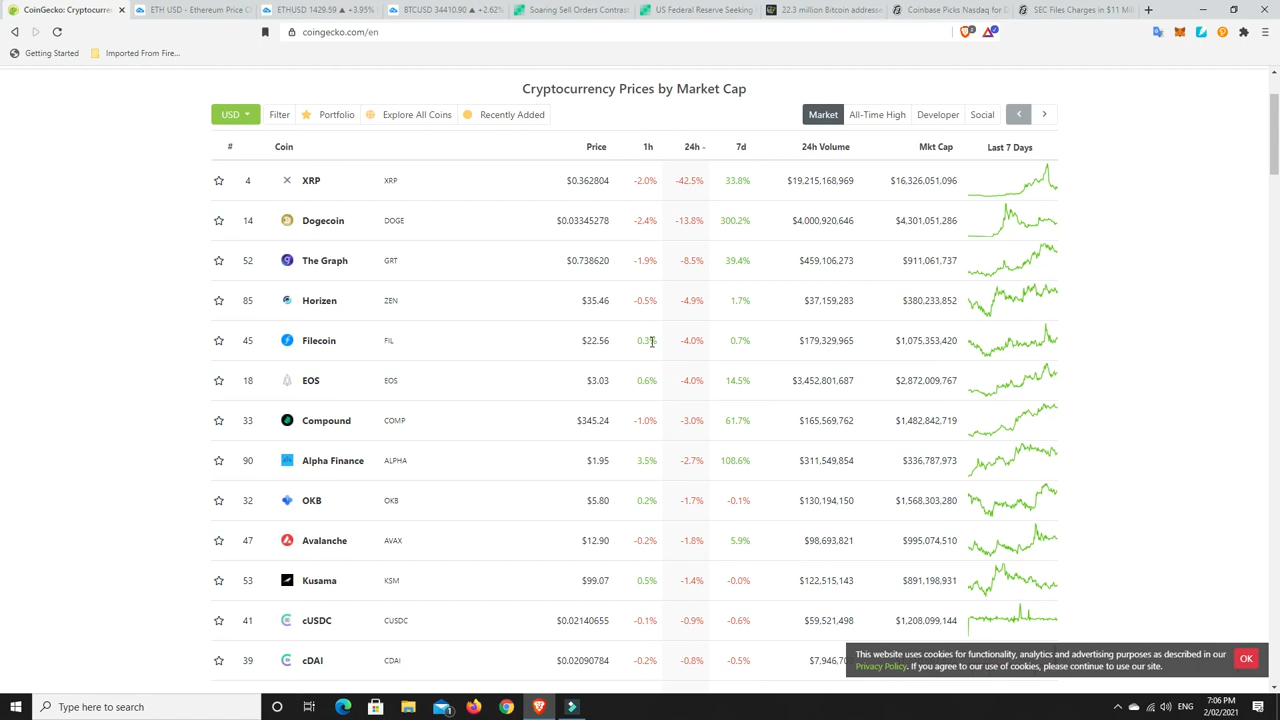 CoinGecko: Cryptocurrenc
ETH USD - Ethereum Price C
ETHUSD 1429.59 ▲ +3.95%
BTCUSD 34410.90 ▲ +2.62%
Soaring Sell Orders Contrast
US Federal Reserve Seeking
22.3 million Bitcoin addresse
Coinbase Picks Nasdaq for D
SEC Files Charges in $11 Mi
coingecko.com/en
Getting Started
Imported From Fire...
Cryptocurrency Prices by Market Cap
USD
Filter
Portfolio
Explore All Coins
Recently Added
Market
All-Time High
Developer
Social
# Coin Price 1h 24h 7d 24h Volume Mkt Cap Last 7 Days
4 XRP XRP $0.362804 -2.0% -42.5% 33.8% $19,215,168,969 $16,326,051,096
14 Dogecoin DOGE $0.03345278 -2.4% -13.8% 300.2% $4,000,920,646 $4,301,051,286
52 The Graph GRT $0.738620 -1.9% -8.5% 39.4% $459,106,273 $911,061,737
85 Horizen ZEN $35.46 -0.5% -4.9% 1.7% $37,159,283 $380,233,852
45 Filecoin FIL $22.56 -4.0% 0.7% $179,329,965 $1,075,353,420
18 EOS EOS $3.03 0.6% -4.0% 14.5% $3,452,801,687 $2,872,009,767
33 Compound COMP $345.24 -1.0% -3.0% 61.7% $165,569,762 $1,482,842,719
90 Alpha Finance ALPHA $1.95 3.5% -2.7% 108.6% $311,549,854 $336,787,973
32 OKB OKB $5.80 0.2% -1.7% -0.1% $130,194,150 $1,568,303,280
47 Avalanche AVAX $12.90 -0.2% -1.8% 5.9% $98,693,821 $995,074,510
53 Kusama KSM $99.07 0.5% -1.4% -0.0% $122,515,143 $891,198,931
41 cUSDC CUSDC $0.02140655 -0.1% -0.9% -0.6% $59,521,498 $1,208,099,144
39 cDAI CDAI $0.02090784 -0.2% -0.8% -0.5%
This website uses cookies for functionality, analytics and advertising purposes as described in our
Privacy Policy. If you agree to our use of cookies, please continue to use our site.
OK
Type here to search
ENG
7:06 PM
2/02/2021